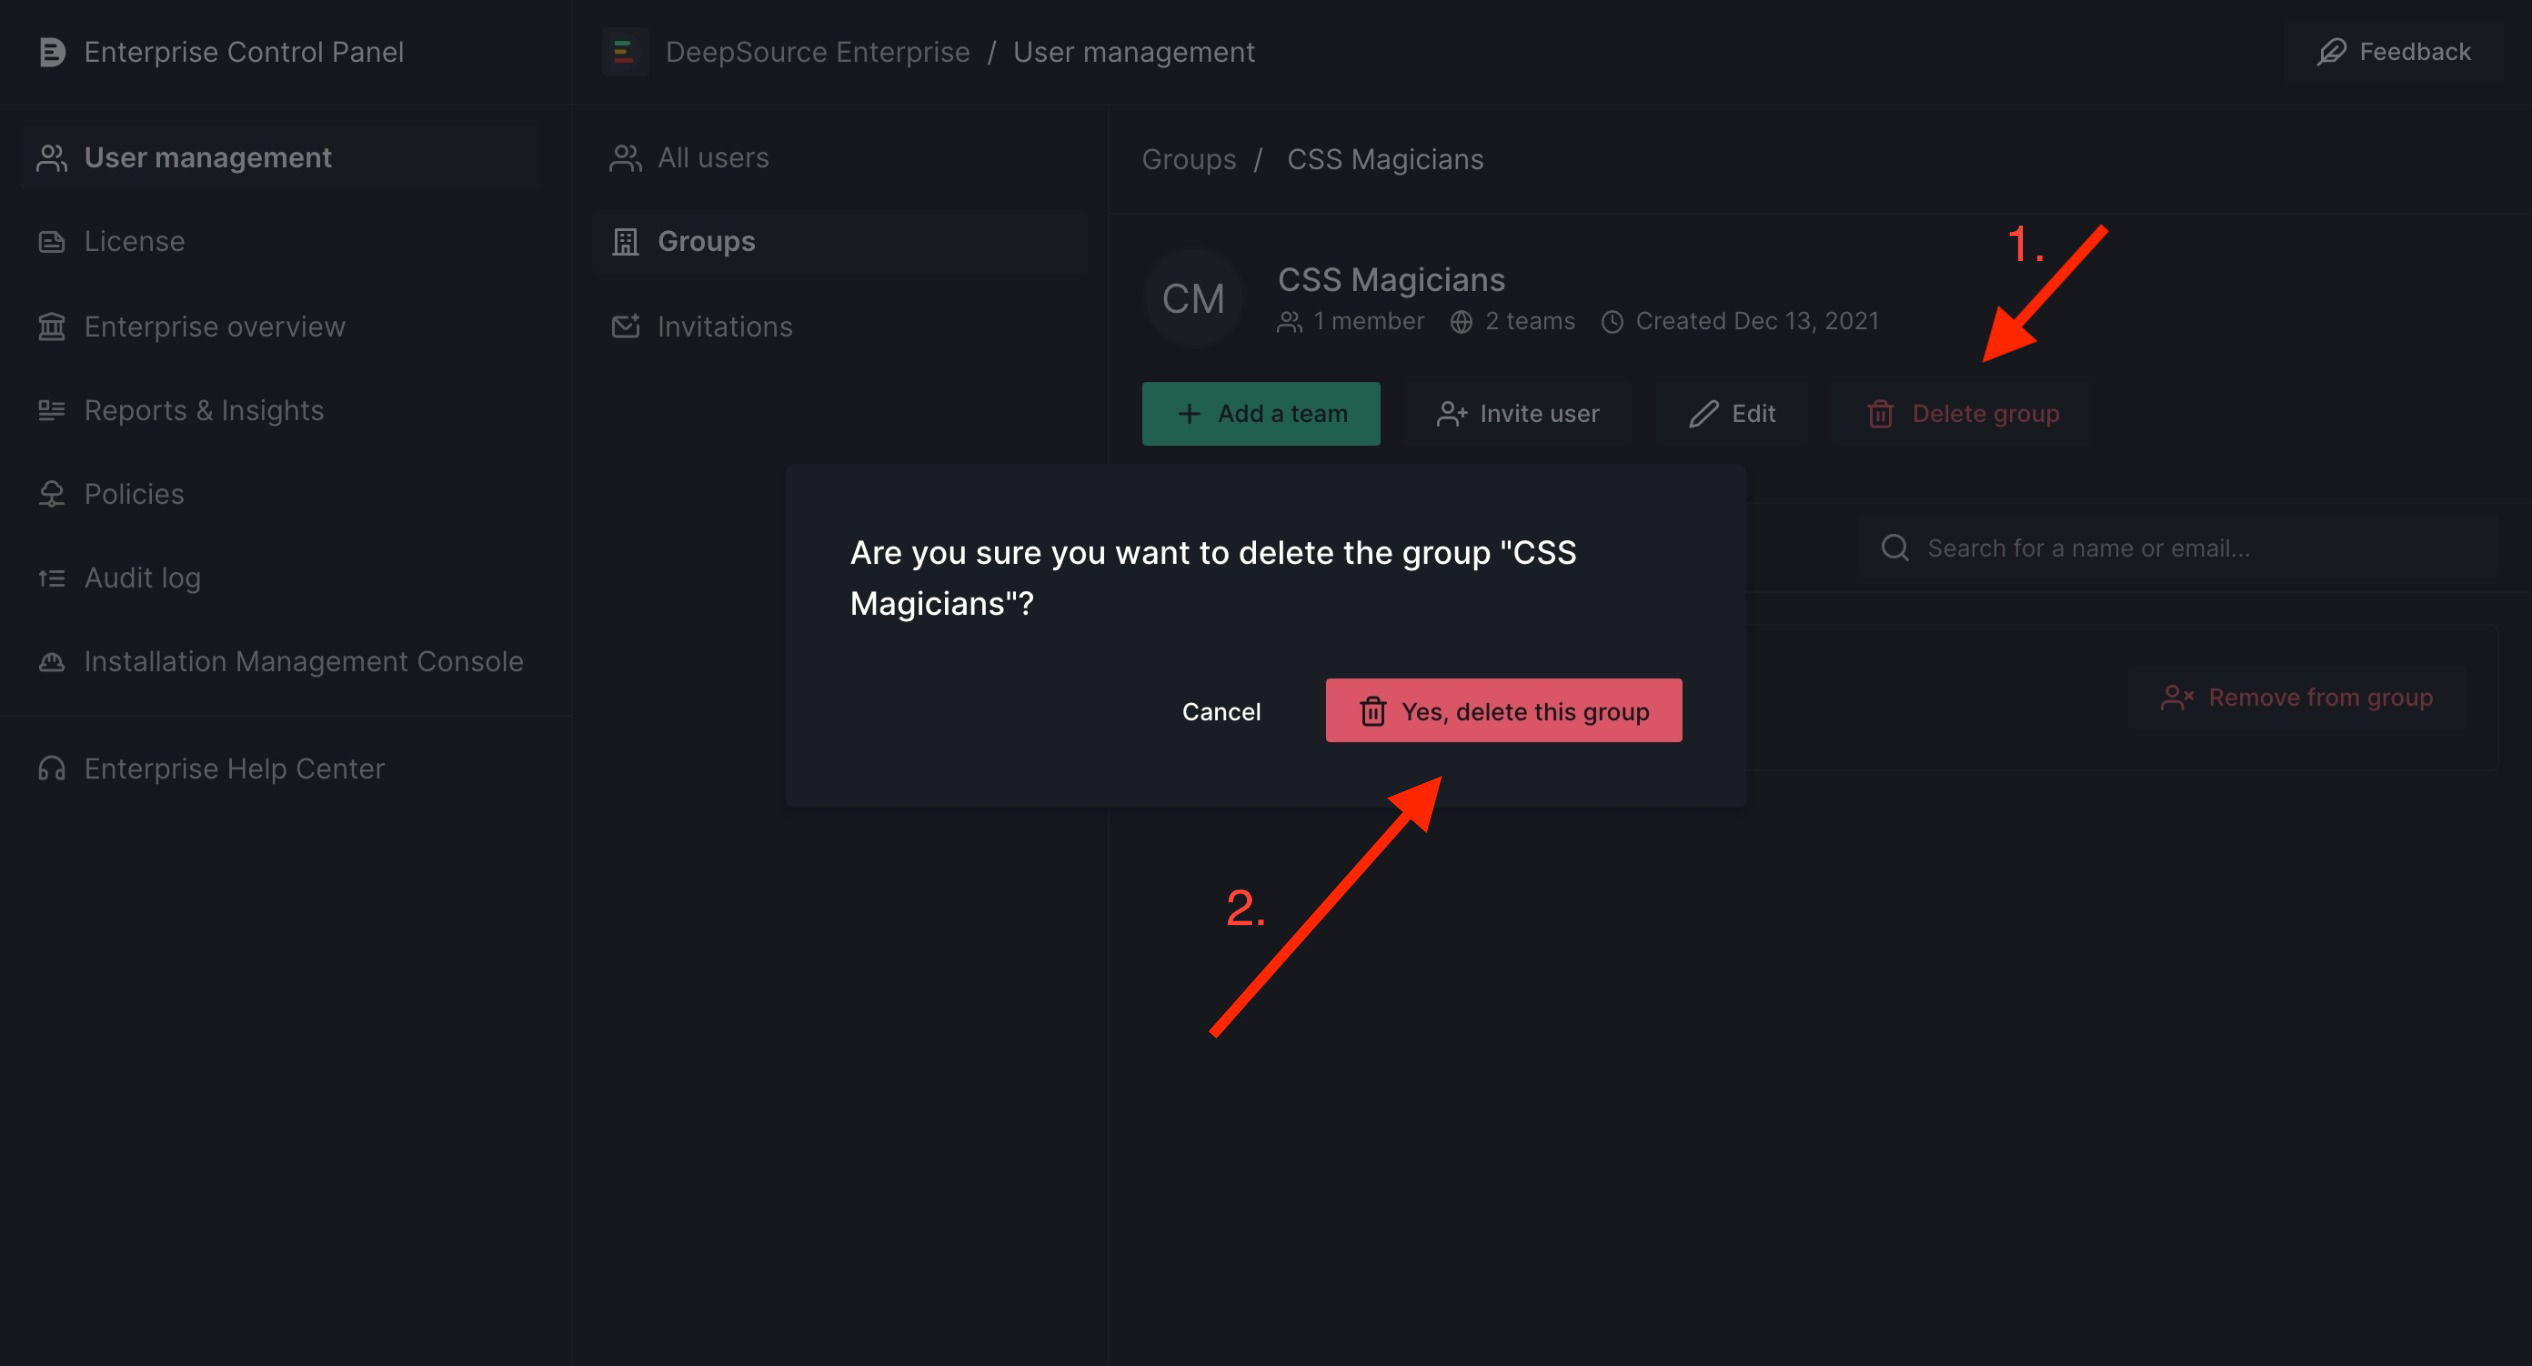 Enterprise Control Panel
DeepSource Enterprise / User management
Feedback
User management
License
Enterprise overview
Reports & Insights
Policies
Audit log
Installation Management Console
Enterprise Help Center
All users
Groups
Invitations
Groups / CSS Magicians
1.
CM
CSS Magicians
1 member 2 teams Created Dec 13, 2021
Add a team Invite user Edit Delete group
Search for a name or email...
Are you sure you want to delete the group "CSS
Magicians"?
Remove from group
Cancel Yes, delete this group
2.